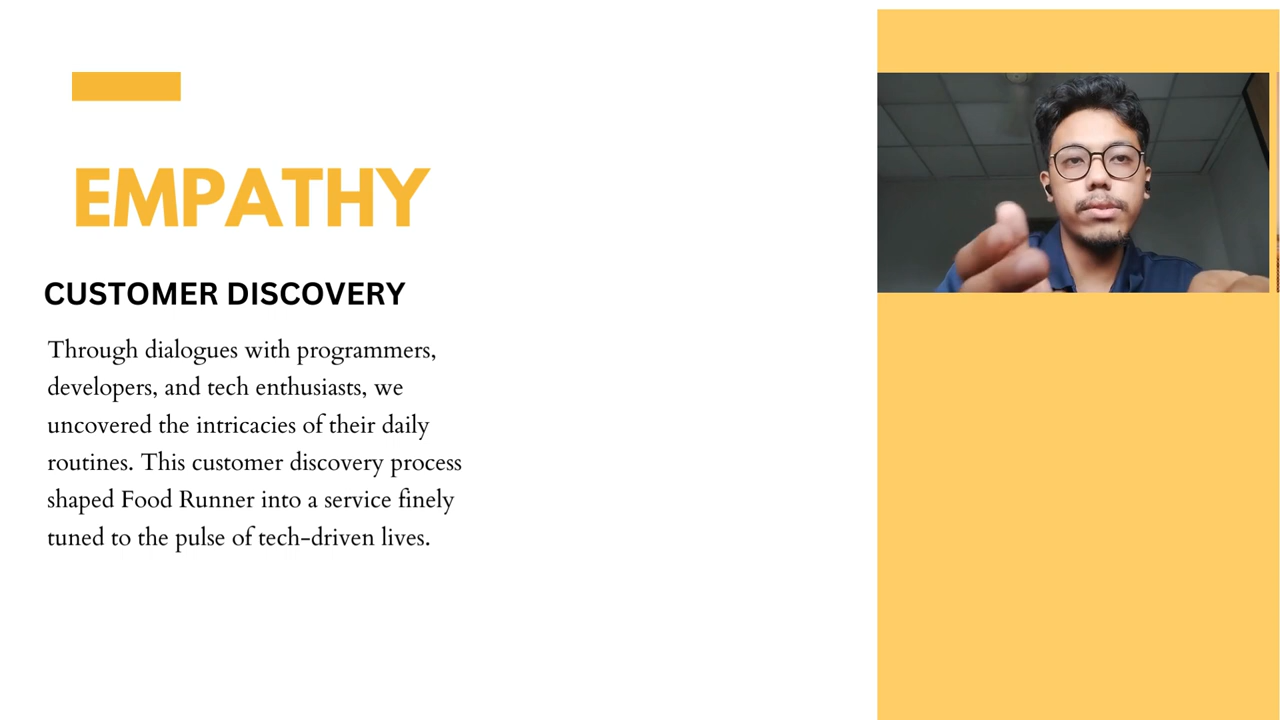 EMPATHY
CUSTOMER DISCOVERY
Through dialogues with programmers,
developers, and tech enthusiasts, we
uncovered the intricacies of their daily
routines. This customer discovery process
shaped Food Runner into a service finely
tuned to the pulse of tech-driven lives.